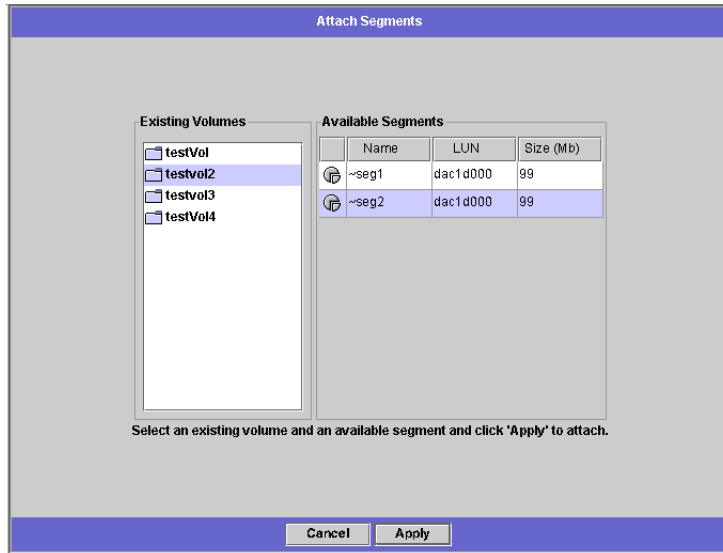 Attach Segments
Existing Volumes
testVol
testvol2
testvol3
testVol4
Available Segments
Name LUN Size (Mb)
~seg1 dac1d000 99
~seg2 dac1d000 99
Select an existing volume and an available segment and click 'Apply' to attach.
Cancel Apply